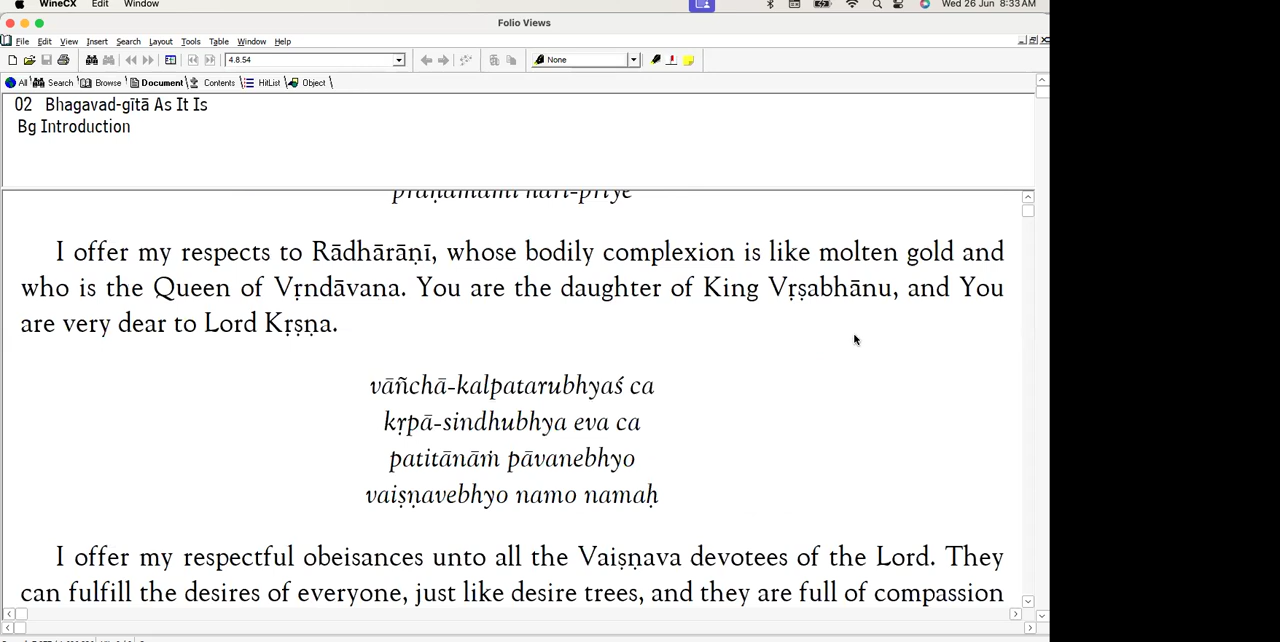 WineCX Edit Window Wed 26 Jun 8:33 AM
Folio Views
File Edit View Insert Search Layout Tools Table Window Help
4.8.54 None
All Search Browse Document Contents HitList Object
02 Bhagavad-gītā As It Is
Bg Introduction
praṇamāmi hari-priye
I offer my respects to Rādhārāṇī, whose bodily complexion is like molten gold and
who is the Queen of Vṛndāvana. You are the daughter of King Vṛṣabhānu, and You
are very dear to Lord Kṛṣṇa.
vāñchā-kalpatarubhyaś ca
kṛpā-sindhubhya eva ca
patitānāṁ pāvanebhyo
vaiṣṇavebhyo namo namaḥ
I offer my respectful obeisances unto all the Vaiṣṇava devotees of the Lord. They
can fulfill the desires of everyone, just like desire trees, and they are full of compassion